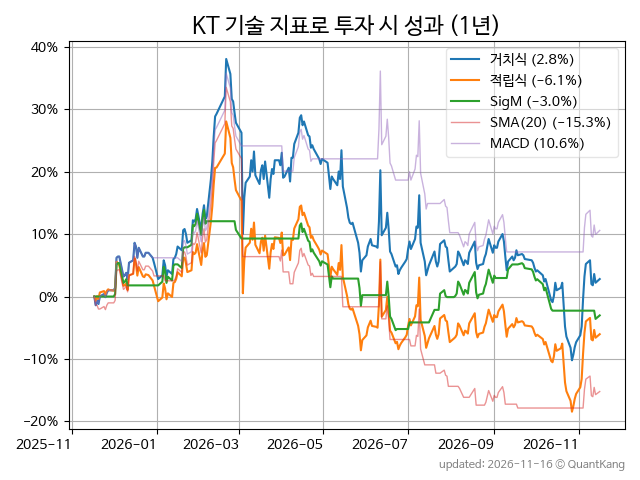 KT 기술 지표로 투자 시 성과 (1년)
거치식 (2.8%)
적립식 (−6.1%)
SigM (−3.0%)
SMA(20) (−15.3%)
MACD (10.6%)
40%
30%
20%
10%
0%
−10%
−20%
2025-11
2026-01
2026-03
2026-05
2026-07
2026-09
2026-11
updated: 2026-11-16 © QuantKang